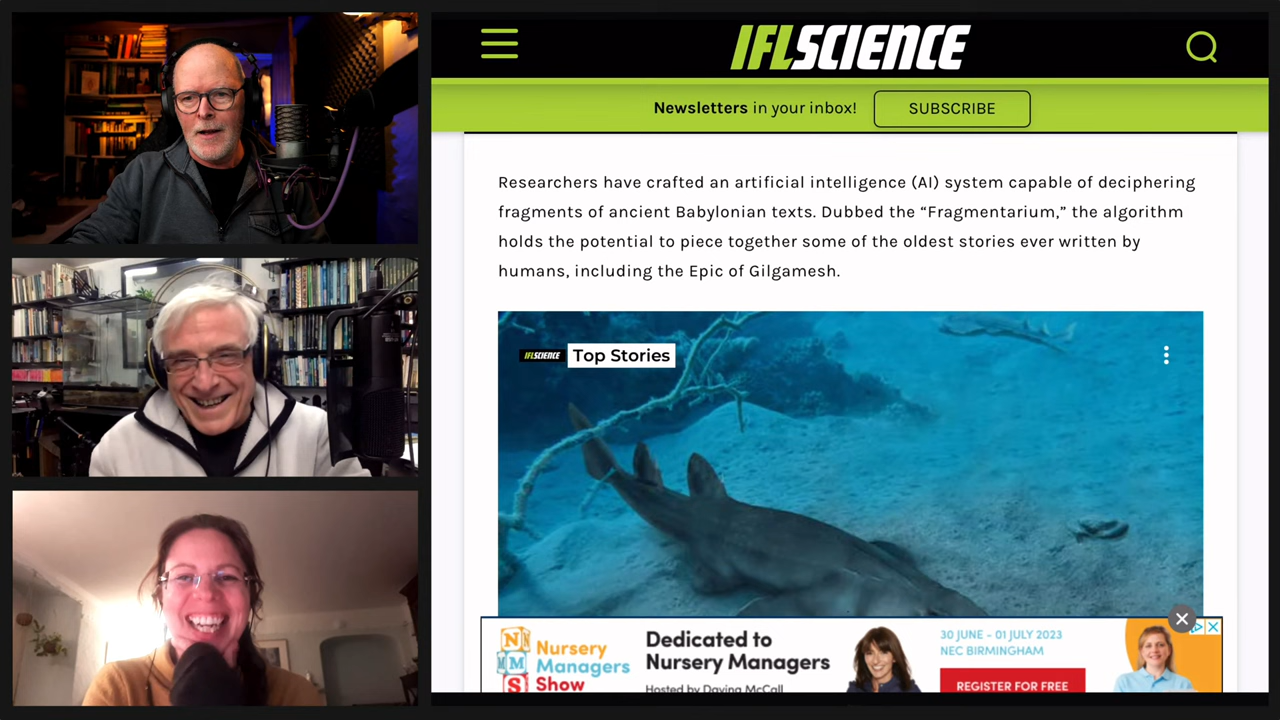 IFLSCIENCE
Newsletters in your inbox!
SUBSCRIBE
Researchers have crafted an artificial intelligence (AI) system capable of deciphering
fragments of ancient Babylonian texts. Dubbed the “Fragmentarium,” the algorithm
holds the potential to piece together some of the oldest stories ever written by
humans, including the Epic of Gilgamesh.
IFLSCIENCE Top Stories
N
M
S
Nursery
Managers
Show
Dedicated to
Nursery Managers
Hosted by Davina McCall
30 JUNE - 01 JULY 2023
NEC BIRMINGHAM
REGISTER FOR FREE